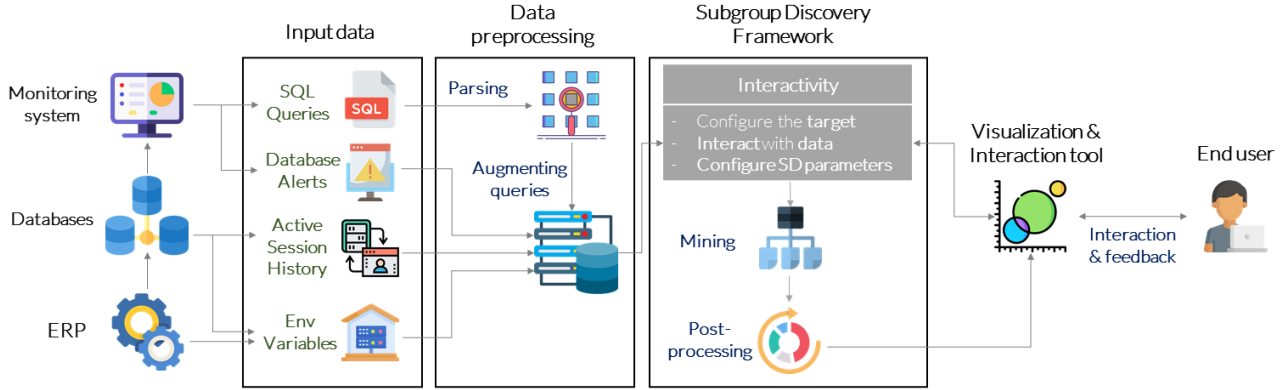 Input data
Data
preprocessing
Subgroup Discovery
Framework
Monitoring
system
Databases
ERP
SQL
Queries
SQL
Database
Alerts
Active
Session
History
Env
Variables
Parsing
Augmenting
queries
Interactivity
- Configure the target
- Interact with data
- Configure SD parameters
Mining
Post-
processing
Visualization &
Interaction tool
Interaction
& feedback
End user